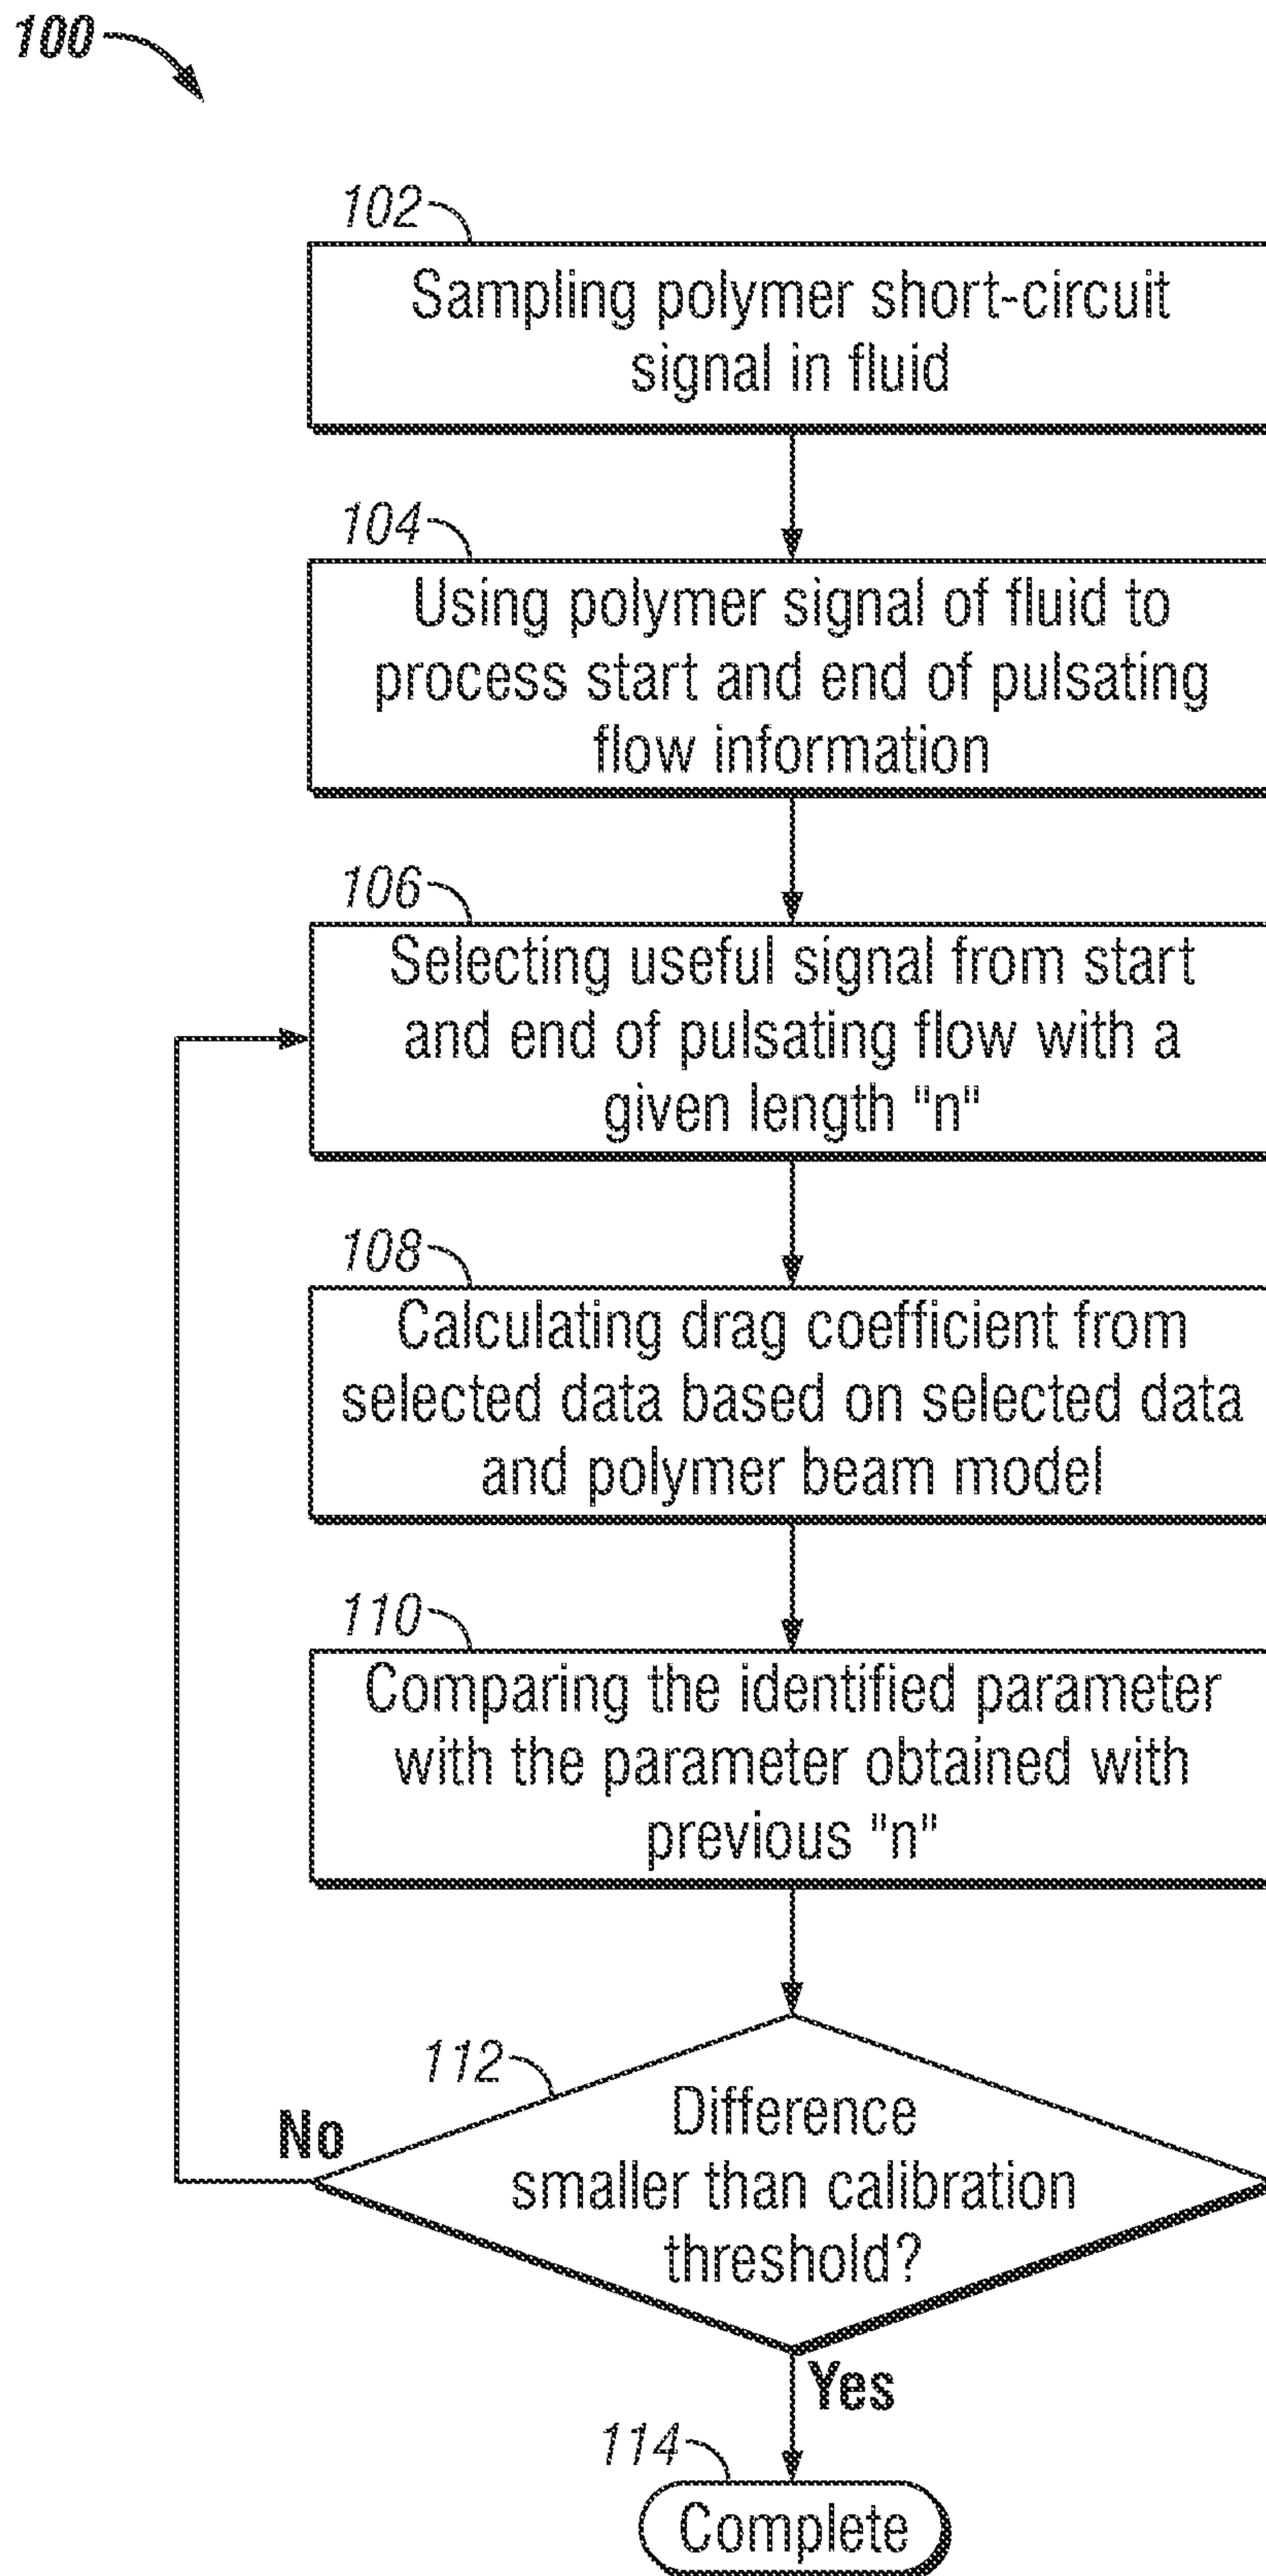 100
102
Sampling polymer short-circuit
signal in fluid
104
Using polymer signal of fluid to
process start and end of pulsating
flow information
106
Selecting useful signal from start
and end of pulsating flow with a
given length "n"
108
Calculating drag coefficient from
selected data based on selected data
and polymer beam model
110
Comparing the identified parameter
with the parameter obtained with
previous "n"
112
No
Difference
smaller than calibration
threshold?
Yes
114
Complete